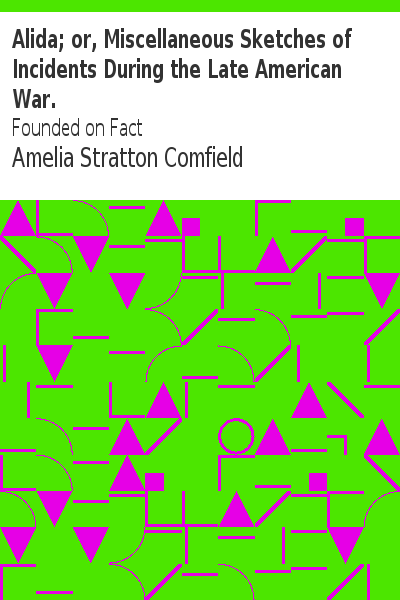 Alida; or, Miscellaneous Sketches of
Incidents During the Late American
War.
Founded on Fact
Amelia Stratton Comfield